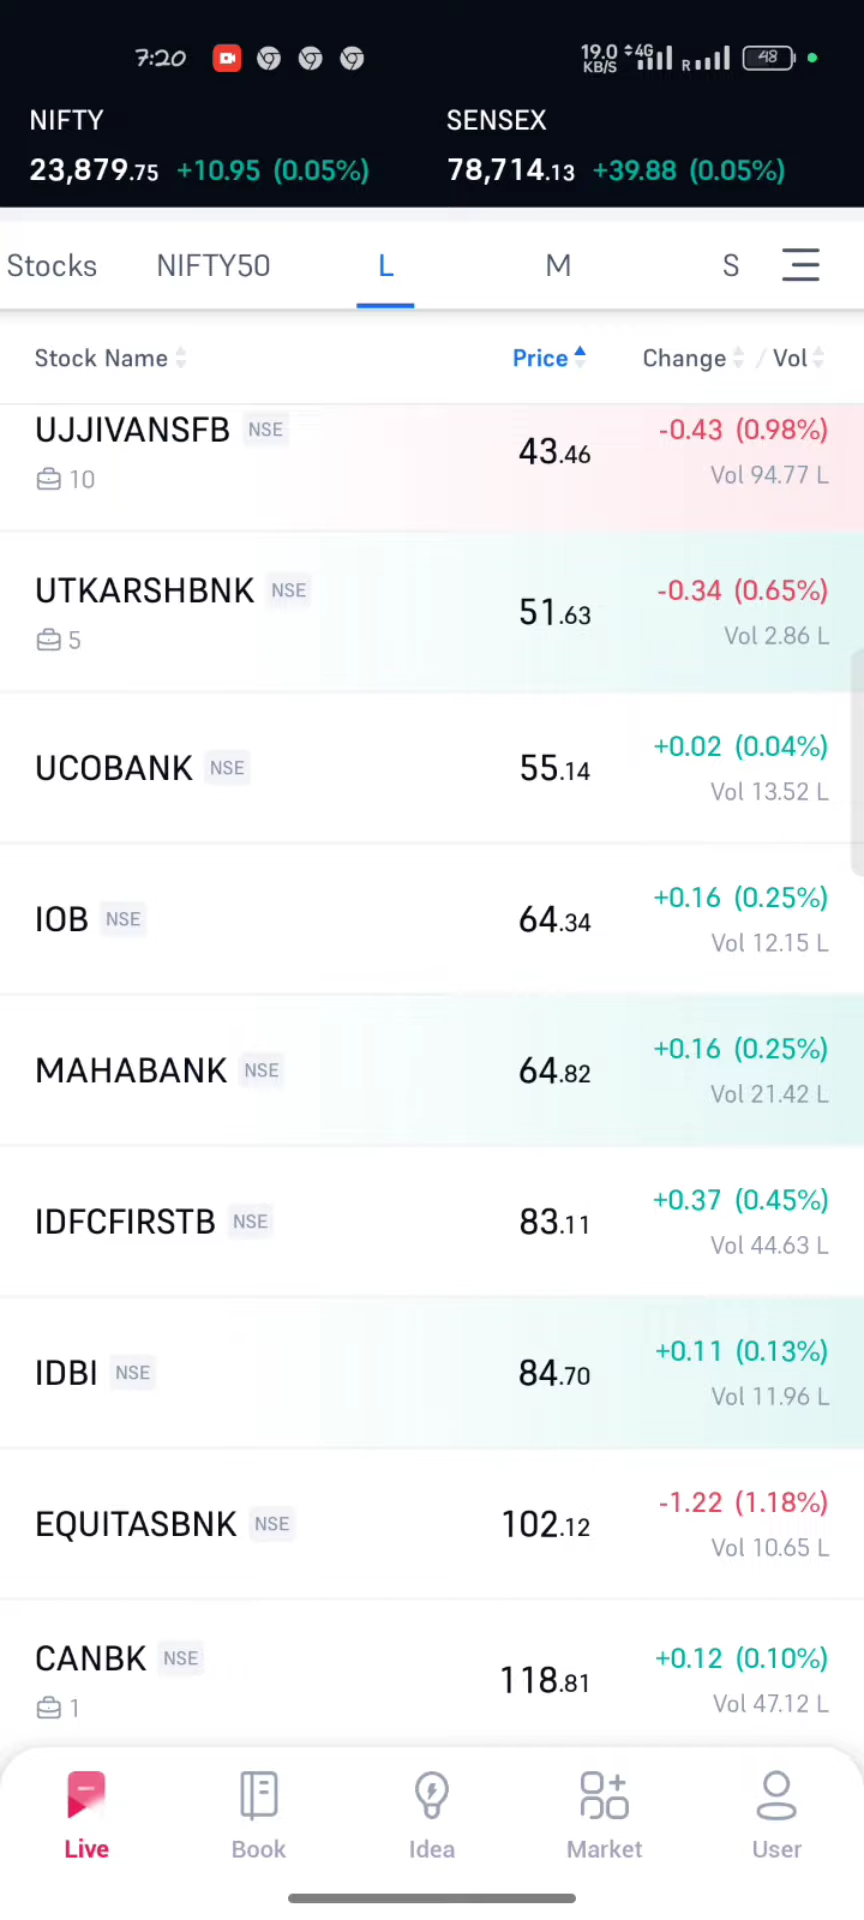 7:20 19.0 KB/S 4G R 48
NIFTY SENSEX
23,879.75 +10.95 (0.05%) 78,714.13 +39.88 (0.05%)
Stocks NIFTY50 L M S
Stock Name Price Change / Vol
UJJIVANSFB NSE 43.46 -0.43 (0.98%)
10 Vol 94.77 L
UTKARSHBNK NSE 51.63 -0.34 (0.65%)
5 Vol 2.86 L
UCOBANK NSE 55.14 +0.02 (0.04%)
Vol 13.52 L
IOB NSE 64.34 +0.16 (0.25%)
Vol 12.15 L
MAHABANK NSE 64.82 +0.16 (0.25%)
Vol 21.42 L
IDFCFIRSTB NSE 83.11 +0.37 (0.45%)
Vol 44.63 L
IDBI NSE 84.70 +0.11 (0.13%)
Vol 11.96 L
EQUITASBNK NSE 102.12 -1.22 (1.18%)
Vol 10.65 L
CANBK NSE 118.81 +0.12 (0.10%)
1 Vol 47.12 L
Live Book Idea Market User